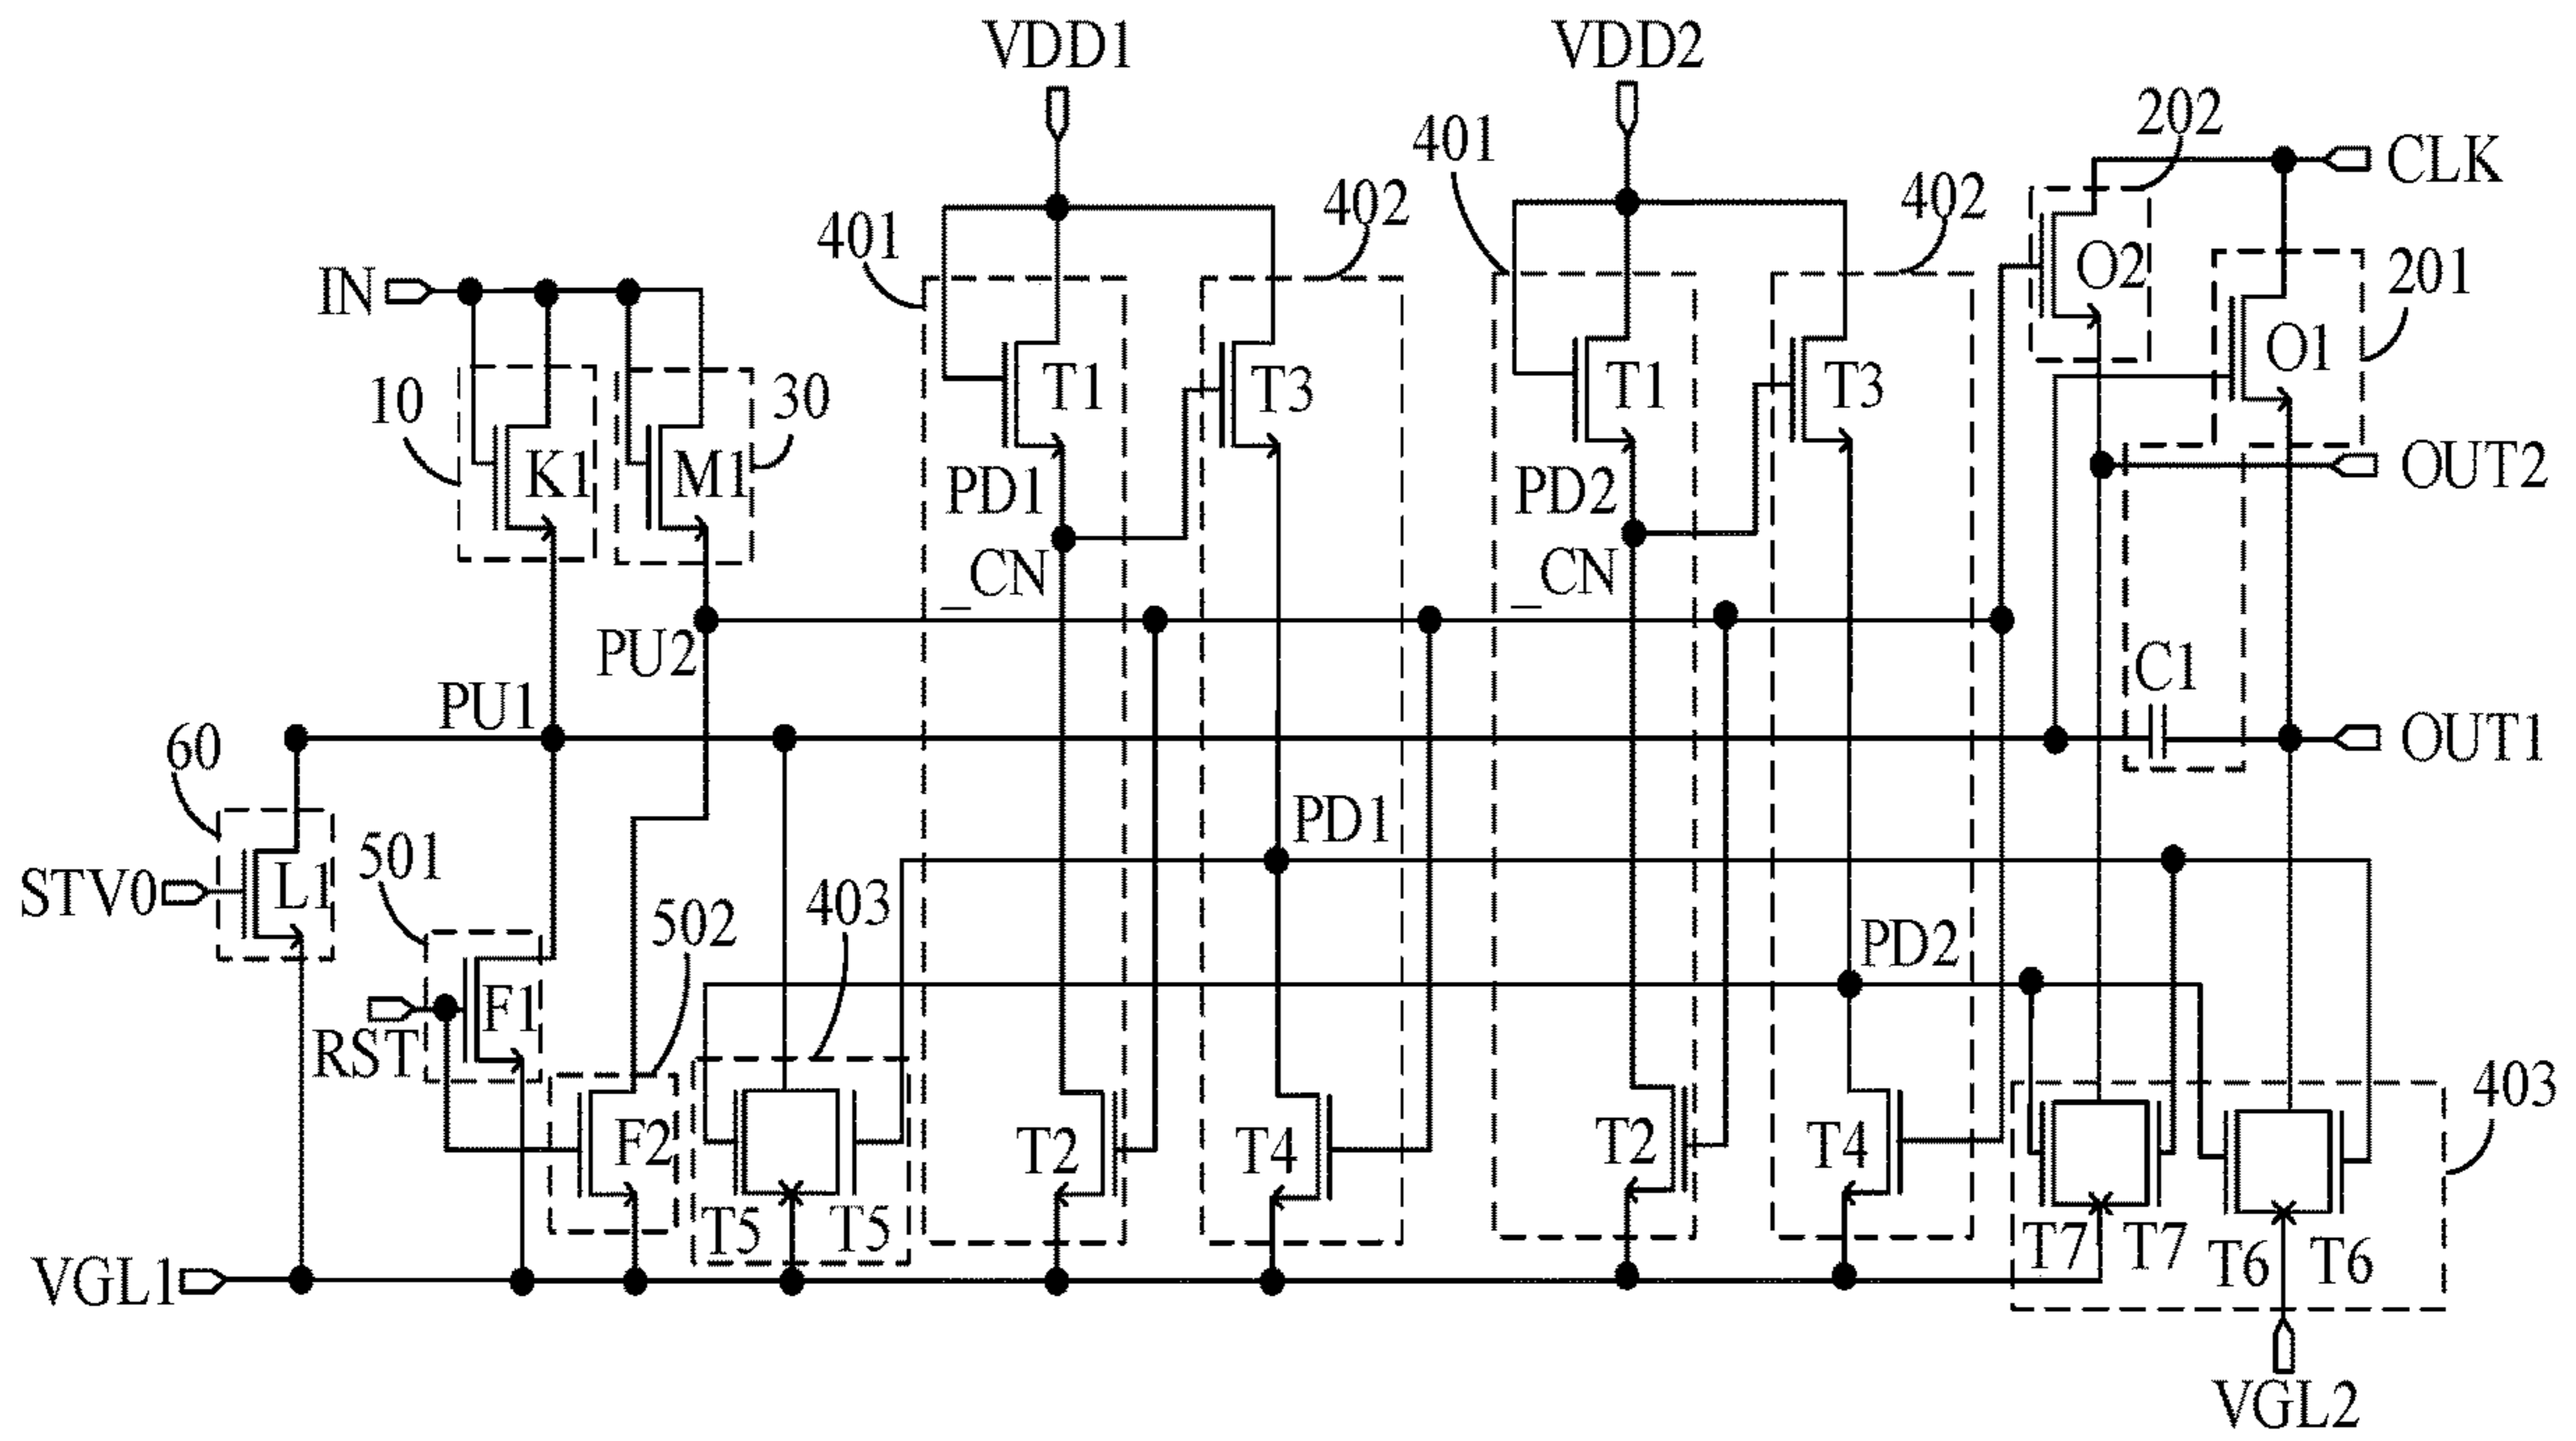 VDD1
VDD2
202
CLK
401
402
401
402
IN
O2
201
10
K1
M1
30
T1
T3
T1
T3
O1
PD1
_CN
PD2
_CN
OUT2
PU2
PU1
C1
OUT1
60
STV0
L1
501
502
403
PD1
PD2
RST
F1
F2
T5
T5
T2
T4
T2
T4
T7
T7
T6
T6
403
VGL1
VGL2